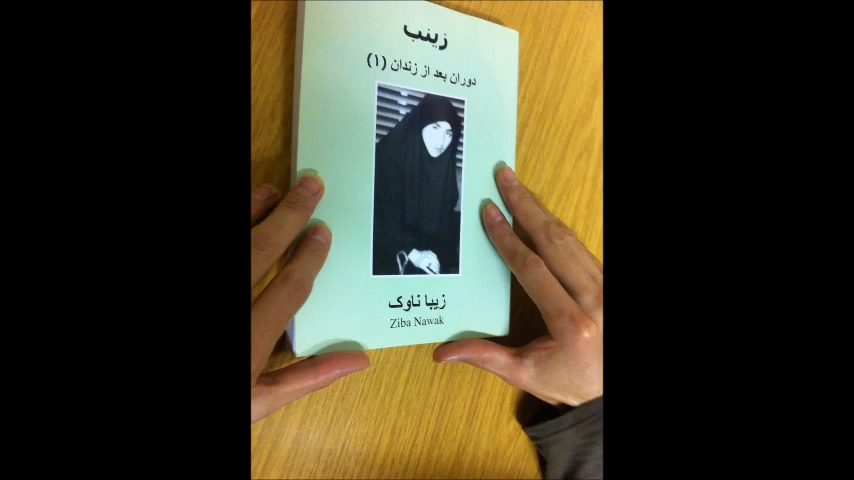 زینب
دوران بعد از زندان (۱)
زیبا ناوک
Ziba Nawak